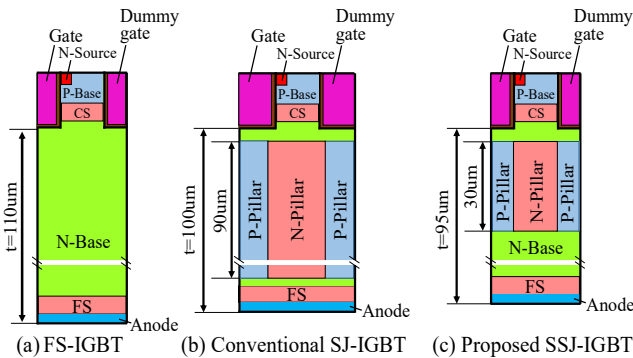 Gate
Dummy
gate
N-Source
P-Base
CS
t=110um
N-Base
FS
Anode
(a) FS-IGBT
Gate
Dummy
gate
N-Source
P-Base
CS
t=100um
90um
P-Pillar
N-Pillar
P-Pillar
FS
Anode
(b) Conventional SJ-IGBT
Gate
Dummy
gate
N-Source
P-Base
CS
t=95um
30um
P-Pillar
N-Pillar
P-Pillar
N-Base
FS
Anode
(c) Proposed SSJ-IGBT